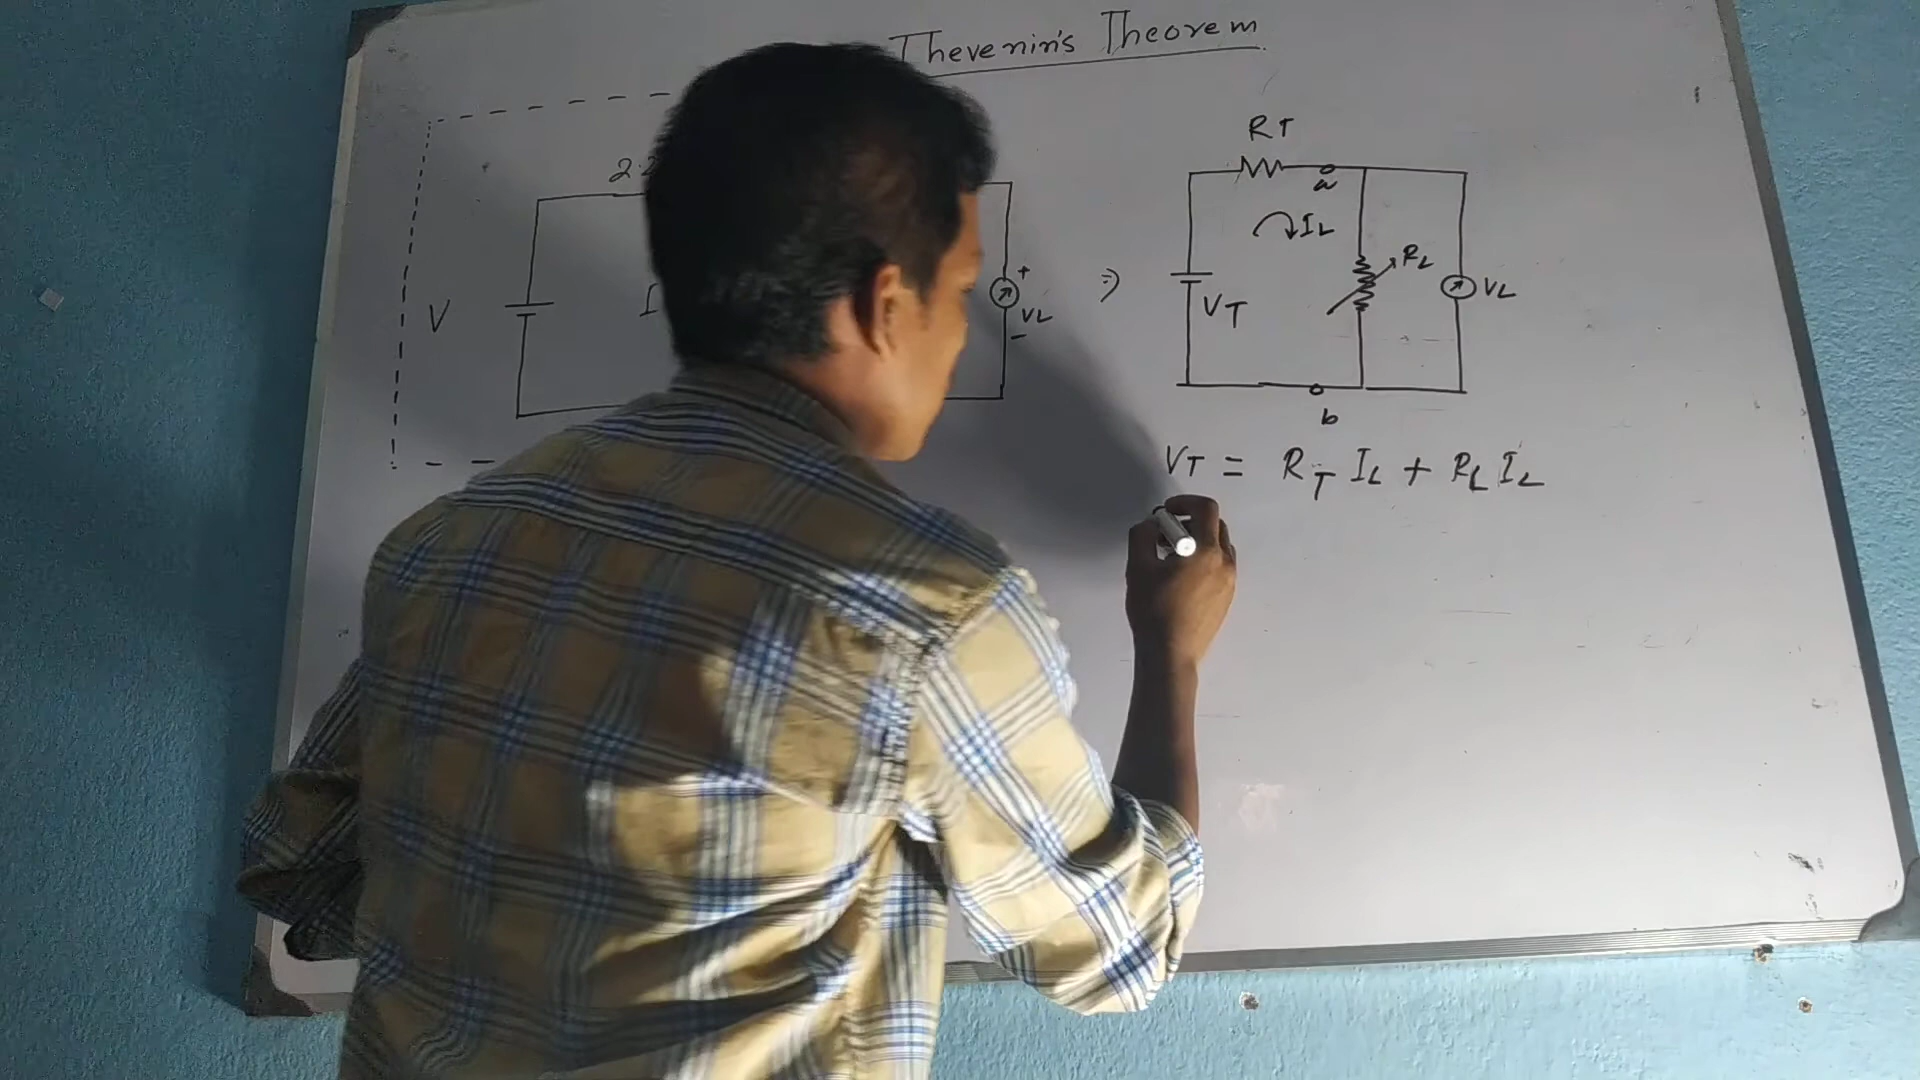 Thevenin's Theorem
V
I
+
VL
-
⇒
RT
a
IL
RL
VT
VL
b
VT = RT IL + RL IL